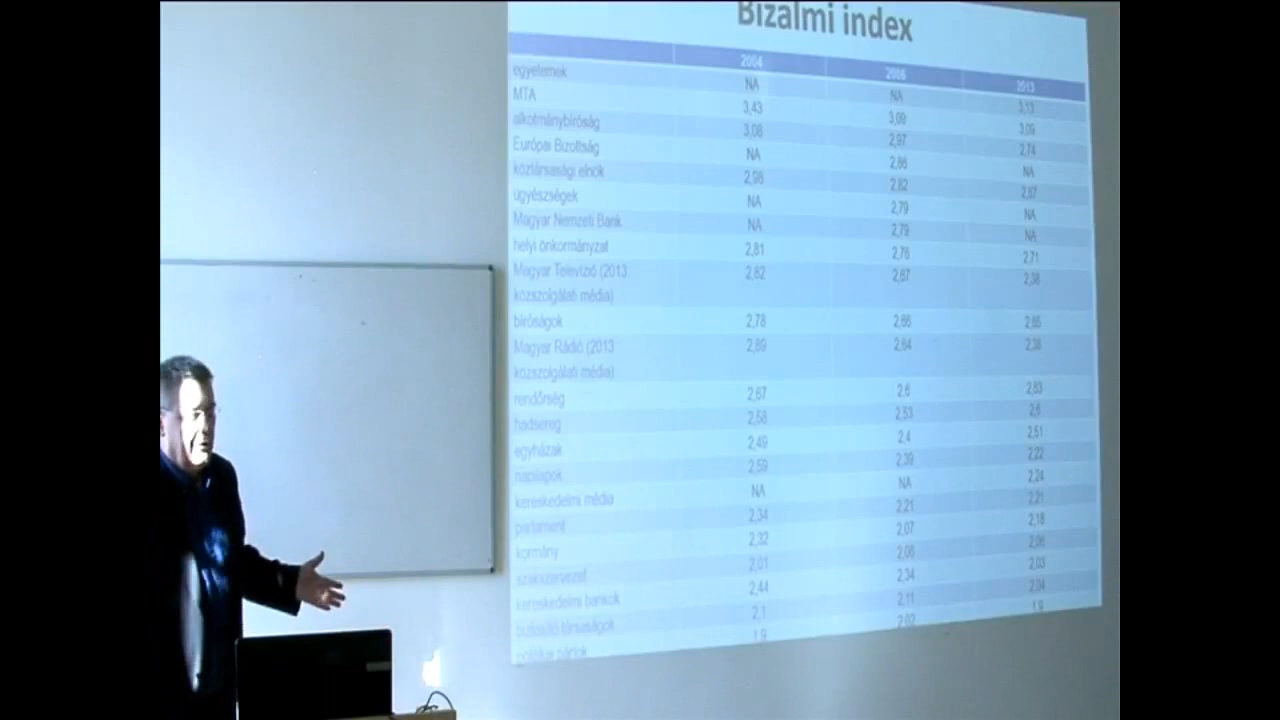 Bizalmi index
2004 2006 2013
egyetemek NA NA 3,13
MTA 3,43 3,09 3,09
alkotmánybíróság 3,08 2,97 2,74
Európai Bizottság NA 2,86 NA
köztársasági elnök 2,98 2,82 2,67
ügyészségek NA 2,79 NA
Magyar Nemzeti Bank NA 2,79 NA
helyi önkormányzat 2,81 2,76 2,71
Magyar Televízió (2013 2,82 2,67 2,38
közszolgálati média)
bíróságok 2,78 2,66 2,65
Magyar Rádió (2013 2,89 2,64 2,38
közszolgálati média)
rendőrség 2,67 2,6 2,63
hadsereg 2,58 2,53 2,6
egyházak 2,49 2,4 2,51
napilapok 2,59 2,39 2,22
kereskedelmi média NA NA 2,24
parlament 2,34 2,21 2,21
kormány 2,32 2,07 2,18
szakszervezet 2,01 2,06 2,06
kereskedelmi bankok 2,44 2,34 2,03
biztosító társaságok 2,1 2,11 2,04
politikai pártok 1,9 2,02 1,9